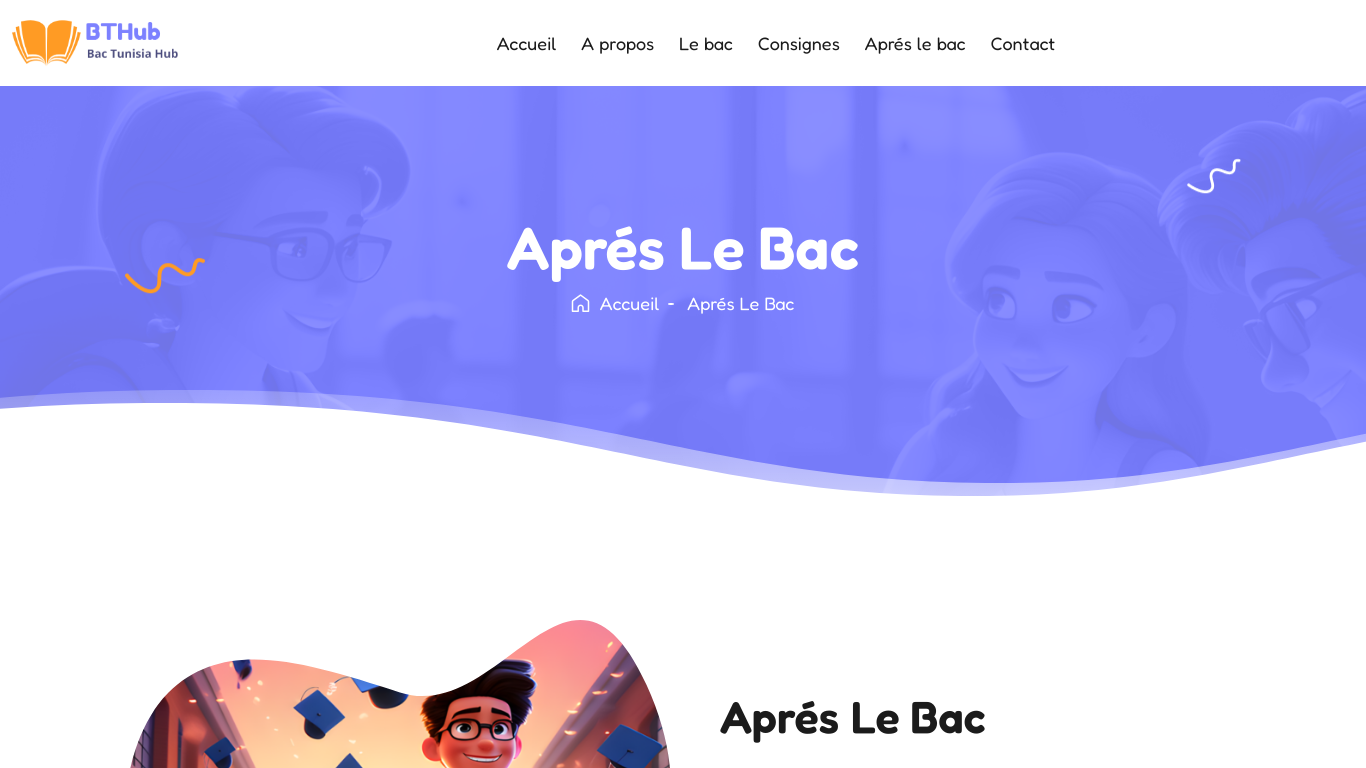 BTHub
Bac Tunisia Hub
Accueil A propos Le bac Consignes Aprés le bac Contact
Aprés Le Bac
Accueil - Aprés Le Bac
Aprés Le Bac